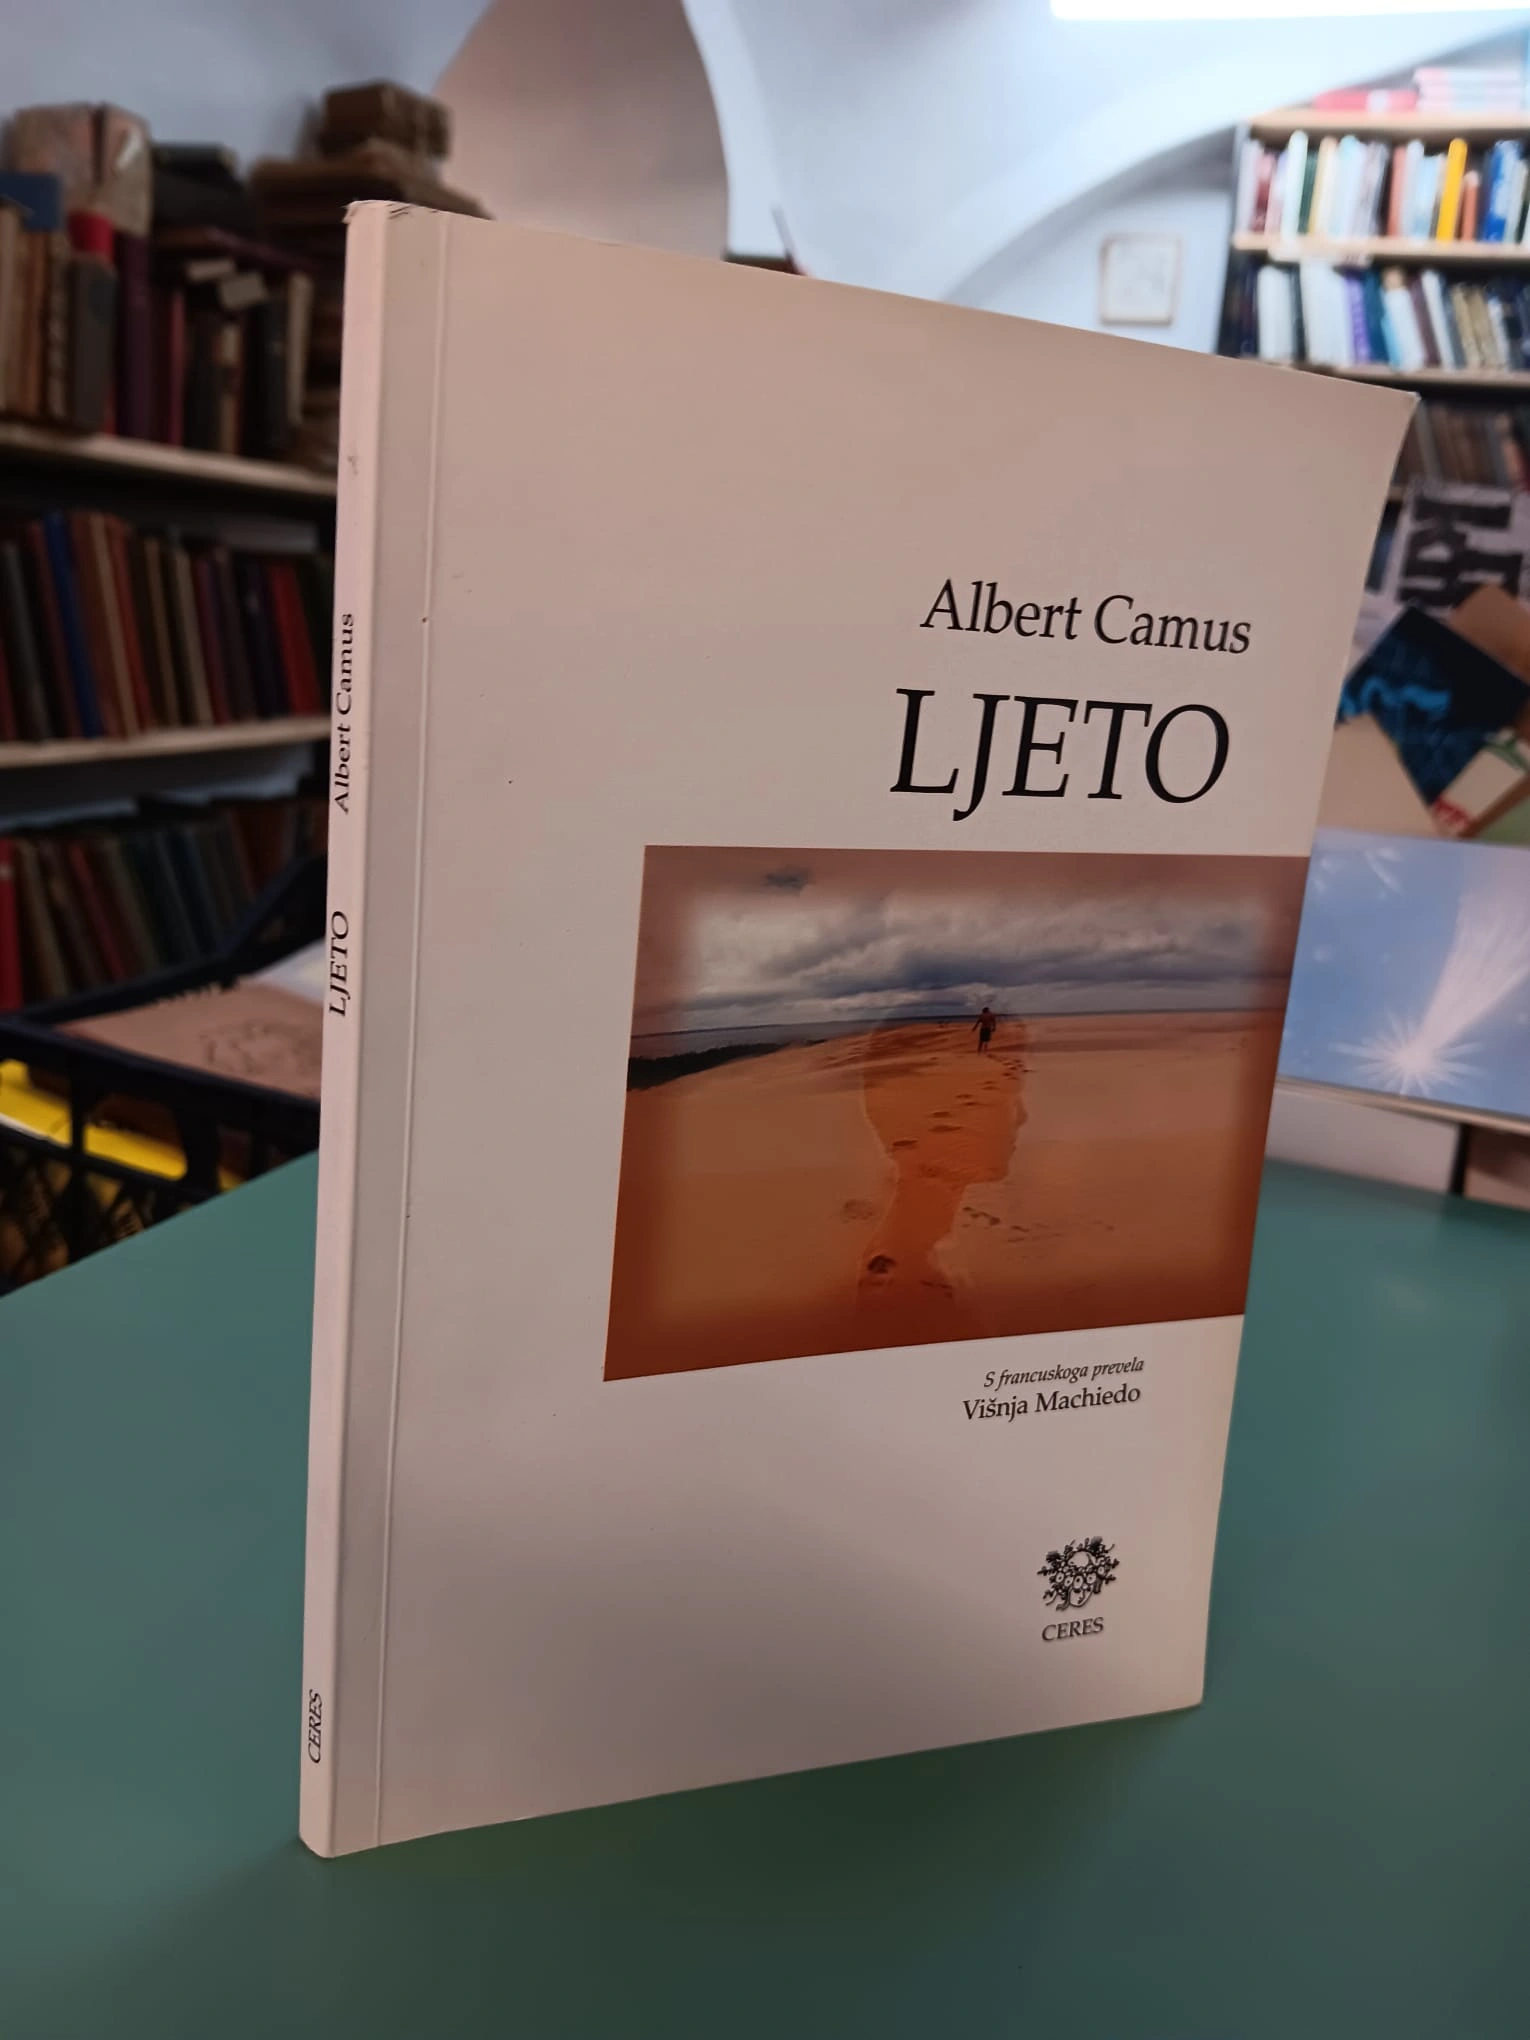 Albert Camus
LJETO
S francuskoga prevela
Višnja Machiedo
CERES
LJETO Albert Camus
CERES